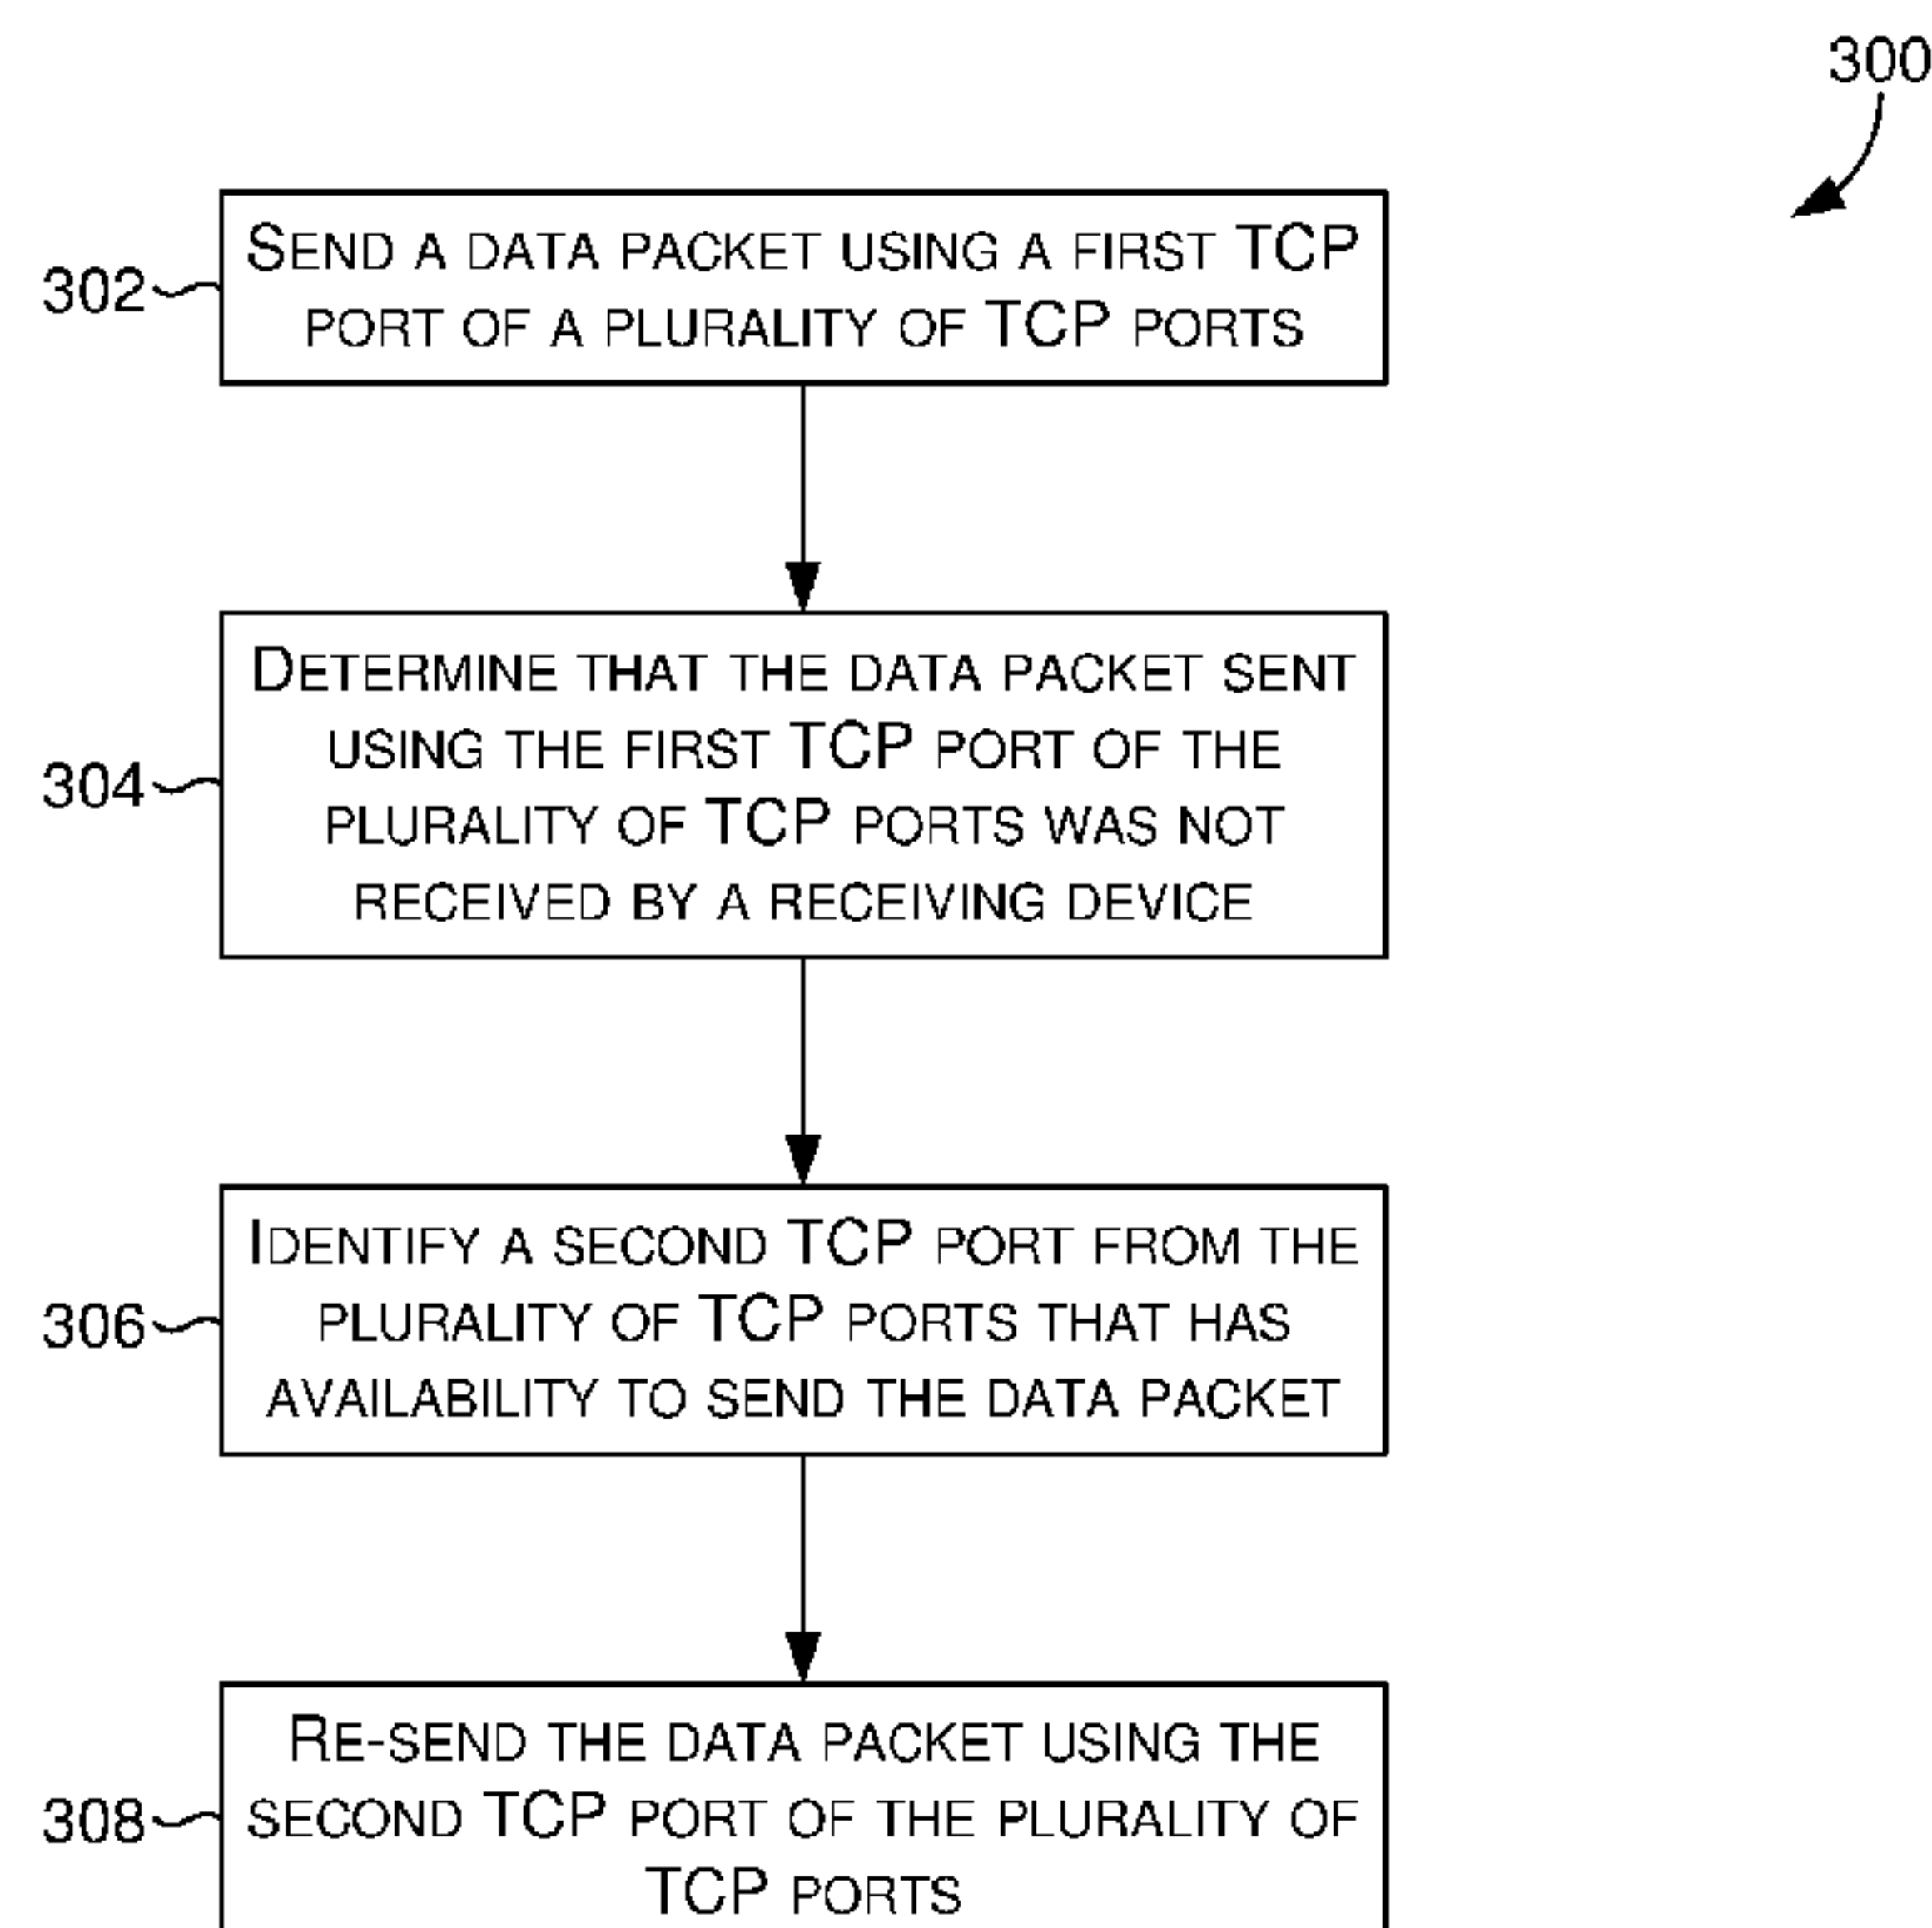 300
302
SEND A DATA PACKET USING A FIRST TCP
PORT OF A PLURALITY OF TCP PORTS
304
DETERMINE THAT THE DATA PACKET SENT
USING THE FIRST TCP PORT OF THE
PLURALITY OF TCP PORTS WAS NOT
RECEIVED BY A RECEIVING DEVICE
306
IDENTIFY A SECOND TCP PORT FROM THE
PLURALITY OF TCP PORTS THAT HAS
AVAILABILITY TO SEND THE DATA PACKET
308
RE-SEND THE DATA PACKET USING THE
SECOND TCP PORT OF THE PLURALITY OF
TCP PORTS